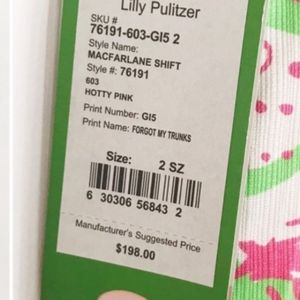 Lilly Pulitzer
SKU #
76191-603-GI5 2
Style Name:
MACFARLANE SHIFT
Style #: 76191
603
HOTTY PINK
Print Number: GI5
Print Name: FORGOT MY TRUNKS
Size: 2 SZ
6 30306 56843 2
Manufacturer's Suggested Price
$198.00